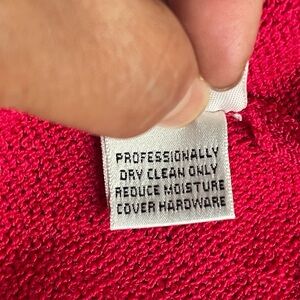 PROFESSIONALLY
DRY CLEAN ONLY
REDUCE MOISTURE
COVER HARDWARE